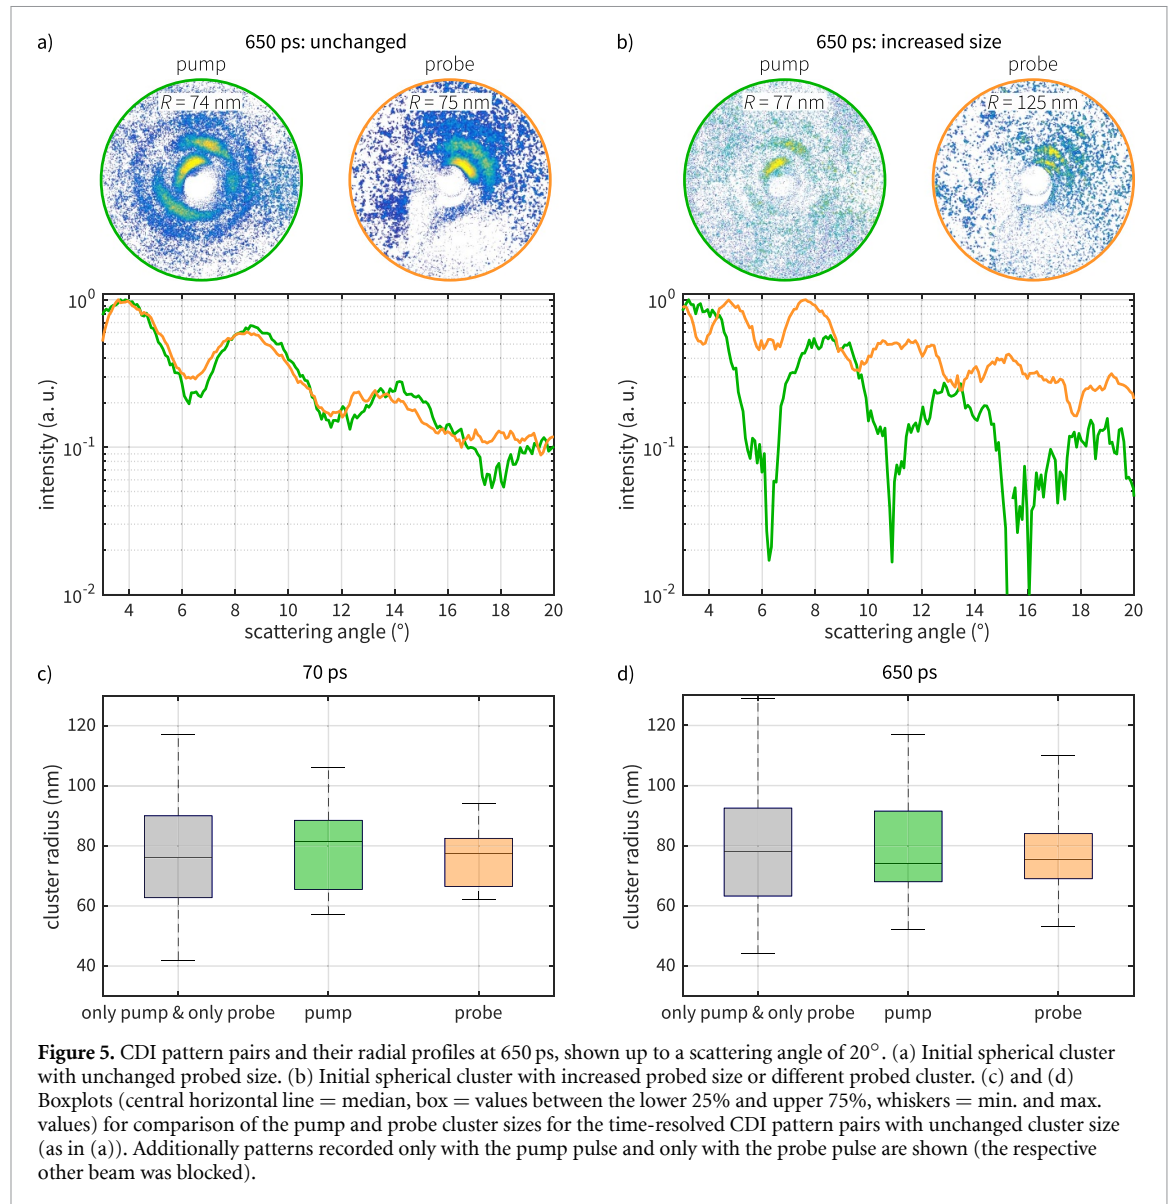 a)
650 ps: unchanged
pump
probe
R = 74 nm
R = 75 nm
10^0
10^-1
10^-2
intensity (a. u.)
4 6 8 10 12 14 16 18 20
scattering angle (°)
b)
650 ps: increased size
pump
probe
R = 77 nm
R = 125 nm
10^0
10^-1
10^-2
intensity (a. u.)
4 6 8 10 12 14 16 18 20
scattering angle (°)
c)
70 ps
120
100
80
60
40
cluster radius (nm)
only pump & only probe pump probe
d)
650 ps
120
100
80
60
40
cluster radius (nm)
only pump & only probe pump probe
Figure 5. CDI pattern pairs and their radial profiles at 650 ps, shown up to a scattering angle of 20°. (a) Initial spherical cluster
with unchanged probed size. (b) Initial spherical cluster with increased probed size or different probed cluster. (c) and (d)
Boxplots (central horizontal line = median, box = values between the lower 25% and upper 75%, whiskers = min. and max.
values) for comparison of the pump and probe cluster sizes for the time-resolved CDI pattern pairs with unchanged cluster size
(as in (a)). Additionally patterns recorded only with the pump pulse and only with the probe pulse are shown (the respective
other beam was blocked).